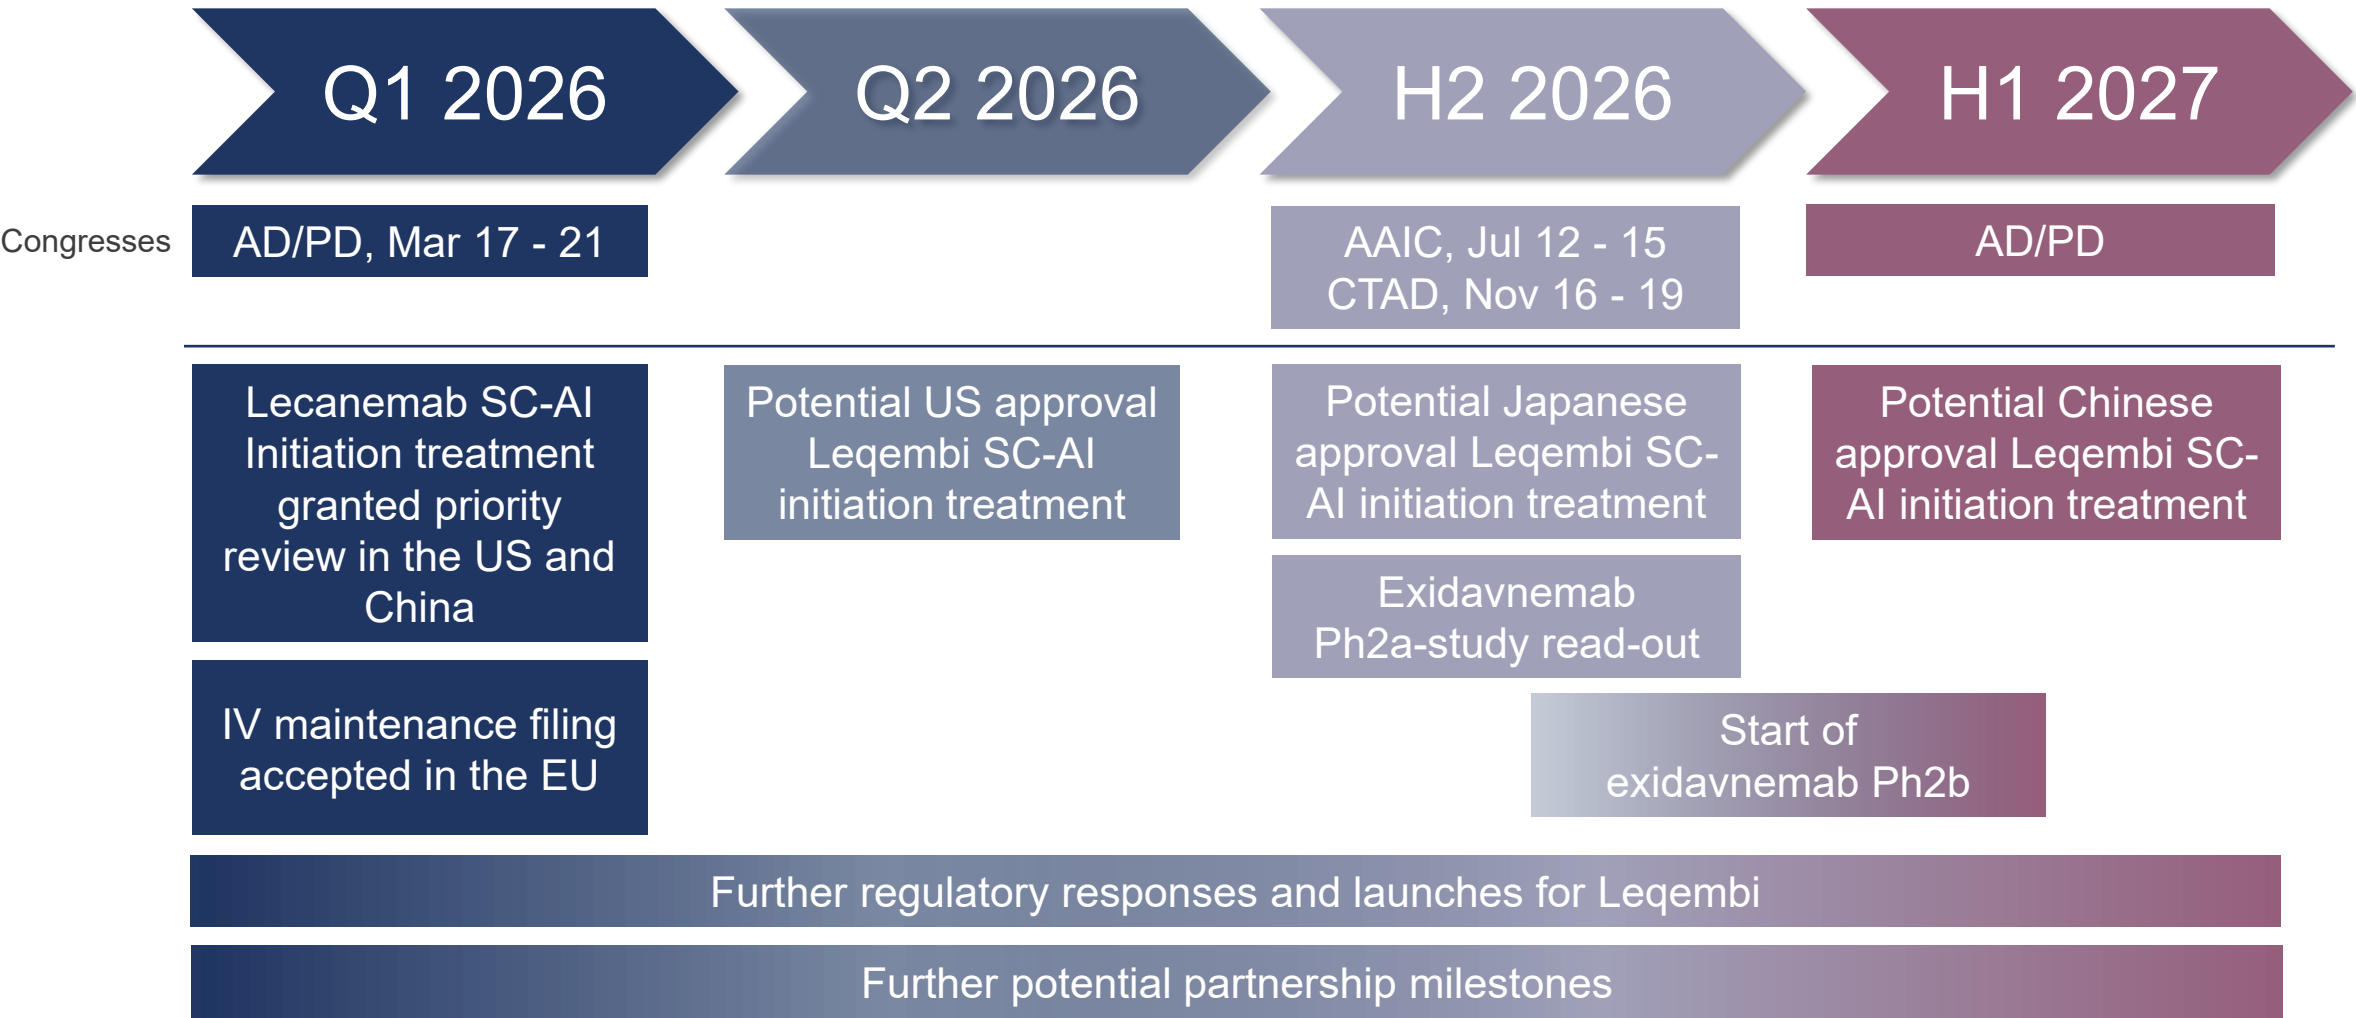 Q1 2026
Q2 2026
H2 2026
H1 2027
Congresses
AD/PD, Mar 17 - 21
AAIC, Jul 12 - 15
CTAD, Nov 16 - 19
AD/PD
Lecanemab SC-AI
Initiation treatment
granted priority
review in the US and
China
IV maintenance filing
accepted in the EU
Potential US approval
Leqembi SC-AI
initiation treatment
Potential Japanese
approval Leqembi SC-
AI initiation treatment
Exidavnemab
Ph2a-study read-out
Potential Chinese
approval Leqembi SC-
AI initiation treatment
Start of
exidavnemab Ph2b
Further regulatory responses and launches for Leqembi
Further potential partnership milestones